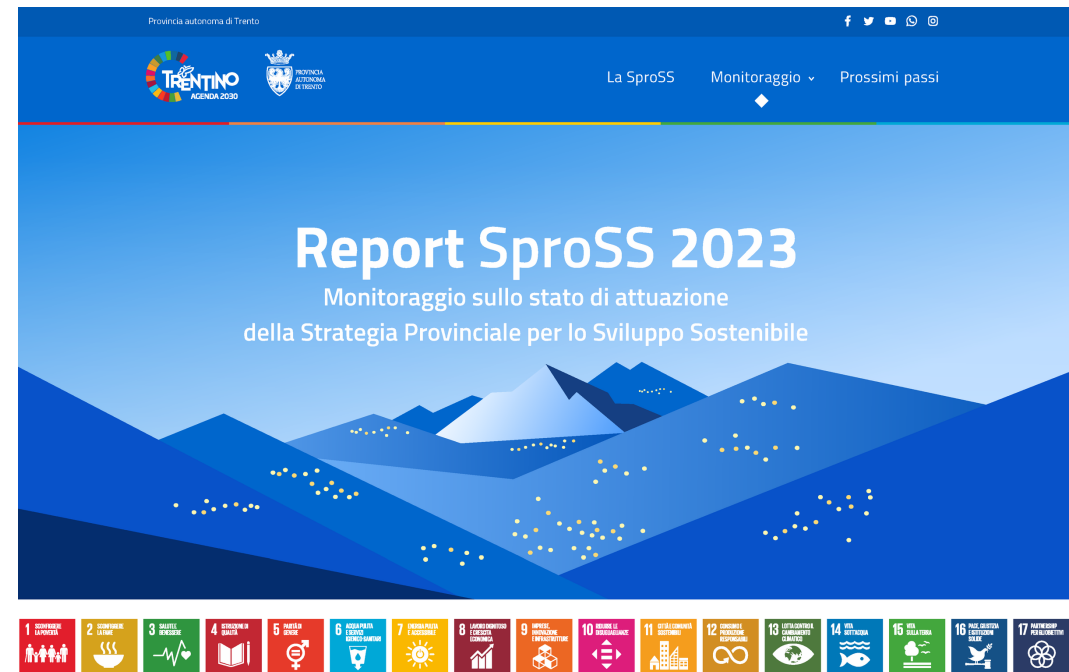 Provincia autonoma di Trento
TRENTINO
AGENDA 2030
PROVINCIA
AUTONOMA
DI TRENTO
La SproSS
Monitoraggio
Prossimi passi
Report SproSS 2023
Monitoraggio sullo stato di attuazione
della Strategia Provinciale per lo Sviluppo Sostenibile
1 SCONFIGGERE
LA POVERTÀ
2 SCONFIGGERE
LA FAME
3 SALUTE E
BENESSERE
4 ISTRUZIONE DI
QUALITÀ
5 PARITÀ DI
GENERE
6 ACQUA PULITA
E SERVIZI
IGIENICO-SANITARI
7 ENERGIA PULITA
E ACCESSIBILE
8 LAVORO DIGNITOSO
E CRESCITA
ECONOMICA
9 IMPRESE,
INNOVAZIONE
E INFRASTRUTTURE
10 RIDURRE LE
DISUGUAGLIANZE
11 CITTÀ E COMUNITÀ
SOSTENIBILI
12 CONSUMO E
PRODUZIONE
RESPONSABILI
13 LOTTA CONTRO IL
CAMBIAMENTO
CLIMATICO
14 VITA
SOTT'ACQUA
15 VITA
SULLA TERRA
16 PACE, GIUSTIZIA
E ISTITUZIONI
SOLIDE
17 PARTNERSHIP
PER GLI OBIETTIVI